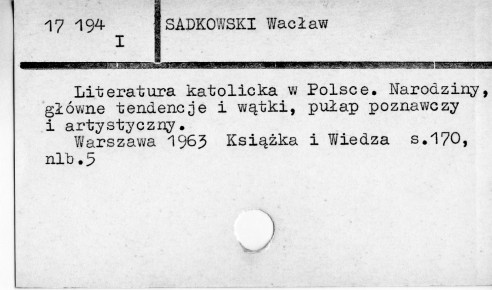 17 194
I
SADKOWSKI Wacław
Literatura katolicka w Polsce. Narodziny,
główne tendencje i wątki, pułap poznawczy
i artystyczny.
Warszawa 1963 Książka i Wiedza s.170,
nlb.5